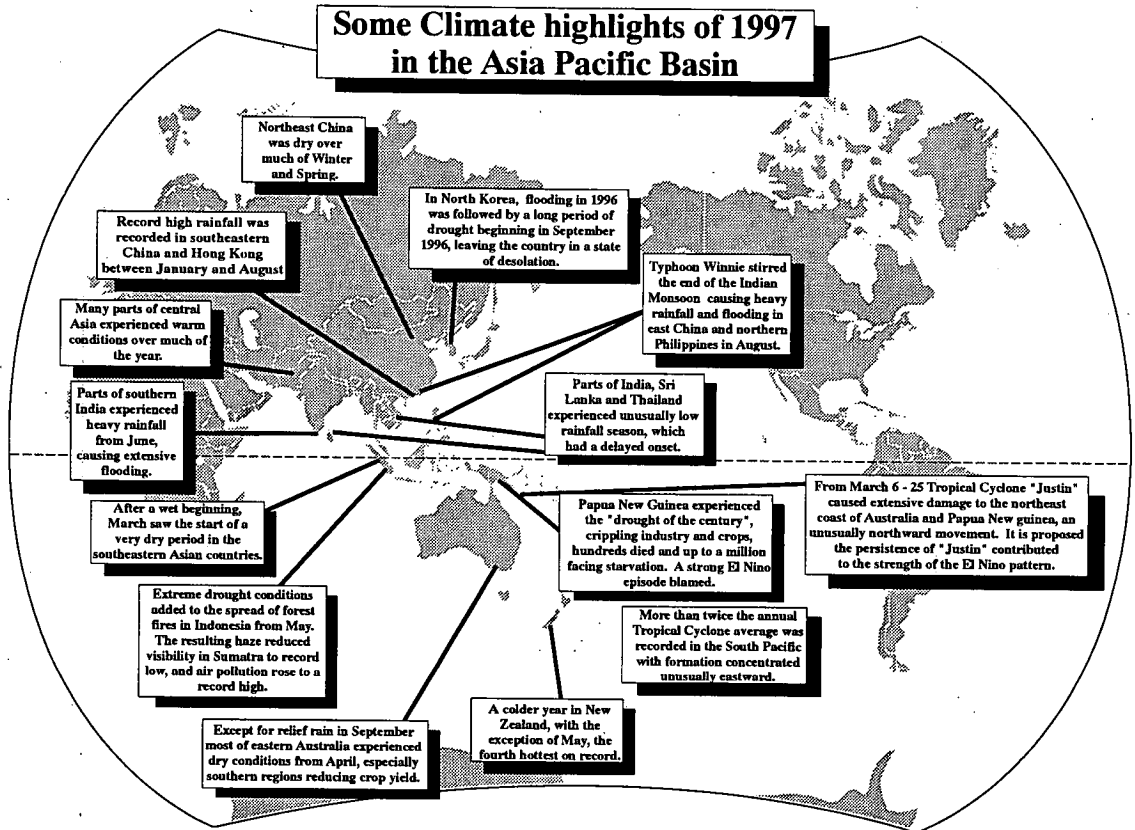 Some Climate highlights of 1997
in the Asia Pacific Basin
Northeast China
was dry over
much of Winter
and Spring.
In North Korea, flooding in 1996
was followed by a long period of
drought beginning in September
1996, leaving the country in a state
of desolation.
Record high rainfall was
recorded in southeastern
China and Hong Kong
between January and August
Typhoon Winnie stirred
the end of the Indian
Monsoon causing heavy
rainfall and flooding in
east China and northern
Philippines in August.
Many parts of central
Asia experienced warm
conditions over much of
the year.
Parts of India, Sri
Lanka and Thailand
experienced unusually low
rainfall season, which
had a delayed onset.
Parts of southern
India experienced
heavy rainfall
from June,
causing extensive
flooding.
After a wet beginning,
March saw the start of a
very dry period in the
southeastern Asian countries.
Papua New Guinea experienced
the "drought of the century",
crippling industry and crops,
hundreds died and up to a million
facing starvation. A strong El Nino
episode blamed.
From March 6 - 25 Tropical Cyclone "Justin"
caused extensive damage to the northeast
coast of Australia and Papua New guinea, an
unusually northward movement. It is proposed
the persistence of "Justin" contributed
to the strength of the El Nino pattern.
Extreme drought conditions
added to the spread of forest
fires in Indonesia from May.
The resulting haze reduced
visibility in Sumatra to record
low, and air pollution rose to a
record high.
More than twice the annual
Tropical Cyclone average was
recorded in the South Pacific
with formation concentrated
unusually eastward.
Except for relief rain in September
most of eastern Australia experienced
dry conditions from April, especially
southern regions reducing crop yield.
A colder year in New
Zealand, with the
exception of May, the
fourth hottest on record.